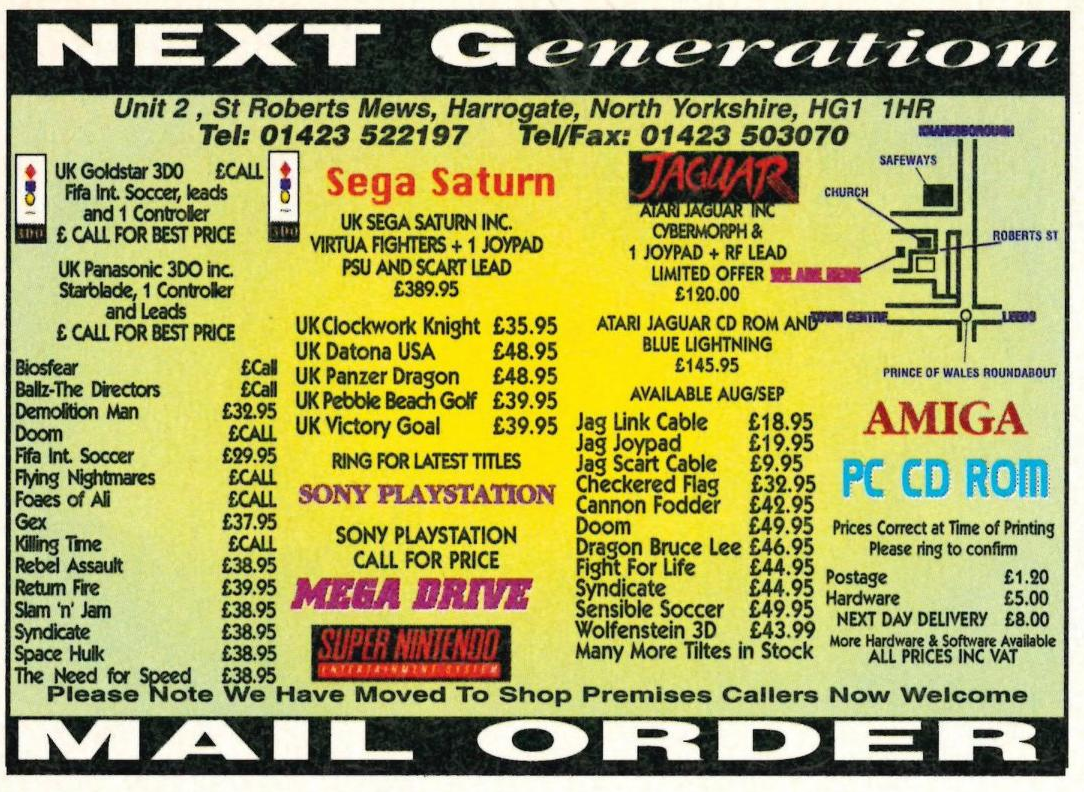 NEXT Generation
Unit 2 , St Roberts Mews, Harrogate, North Yorkshire, HG1 1HR
Tel: 01423 522197 Tel/Fax: 01423 503070
3DO
UK Goldstar 3DO £CALL
Fifa Int. Soccer, leads
and 1 Controller
£ CALL FOR BEST PRICE
3DO
UK Panasonic 3DO inc.
Starblade, 1 Controller
and Leads
£ CALL FOR BEST PRICE
Biosfear £Call
Ballz-The Directors £Call
Demolition Man £32.95
Doom £CALL
Fifa Int. Soccer £29.95
Flying Nightmares £CALL
Foaes of Ali £CALL
Gex £37.95
Killing Time £CALL
Rebel Assault £38.95
Return Fire £39.95
Slam 'n' Jam £38.95
Syndicate £38.95
Space Hulk £38.95
The Need for Speed £38.95
Sega Saturn
UK SEGA SATURN INC.
VIRTUA FIGHTERS + 1 JOYPAD
PSU AND SCART LEAD
£389.95
UK Clockwork Knight £35.95
UK Datona USA £48.95
UK Panzer Dragon £48.95
UK Pebble Beach Golf £39.95
UK Victory Goal £39.95
RING FOR LATEST TITLES
SONY PLAYSTATION
SONY PLAYSTATION
CALL FOR PRICE
MEGA DRIVE
SUPER NINTENDO
ENTERTAINMENT SYSTEM
JAGUAR
ATARI JAGUAR INC
CYBERMORPH &
1 JOYPAD + RF LEAD
LIMITED OFFER
£120.00
ATARI JAGUAR CD ROM AND
BLUE LIGHTNING
£145.95
AVAILABLE AUG/SEP
Jag Link Cable £18.95
Jag Joypad £19.95
Jag Scart Cable £9.95
Checkered Flag £32.95
Cannon Fodder £42.95
Doom £49.95
Dragon Bruce Lee £46.95
Fight For Life £44.95
Syndicate £44.95
Sensible Soccer £49.95
Wolfenstein 3D £43.99
Many More Tiltes in Stock
KNARESBOROUGH
SAFEWAYS
CHURCH
ROBERTS ST
WE ARE HERE
TOWN CENTRE
LEEDS
PRINCE OF WALES ROUNDABOUT
AMIGA
PC CD ROM
Prices Correct at Time of Printing
Please ring to confirm
Postage £1.20
Hardware £5.00
NEXT DAY DELIVERY £8.00
More Hardware & Software Available
ALL PRICES INC VAT
Please Note We Have Moved To Shop Premises Callers Now Welcome
MAIL ORDER